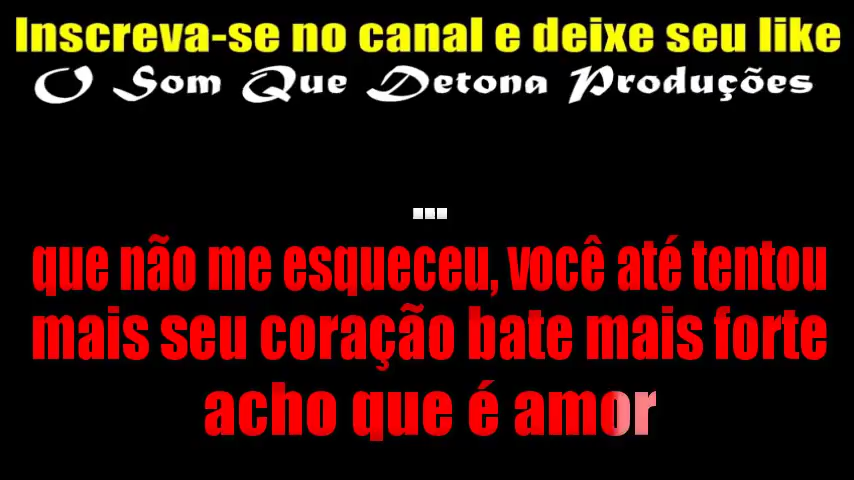 Inscreva-se no canal e deixe seu like
O Som Que Detona Produções
...
que não me esqueceu, você até tentou
mais seu coração bate mais forte
acho que é amor